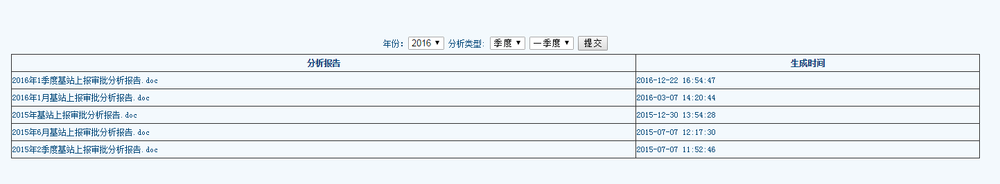 年份：2016 分析类型: 季度 一季度 提交
分析报告 生成时间
2016年1季度基站上报审批分析报告.doc 2016-12-22 16:54:47
2016年1月基站上报审批分析报告.doc 2016-03-07 14:20:44
2015年基站上报审批分析报告.doc 2015-12-30 13:54:28
2015年6月基站上报审批分析报告.doc 2015-07-07 12:17:30
2015年2季度基站上报审批分析报告.doc 2015-07-07 11:52:46